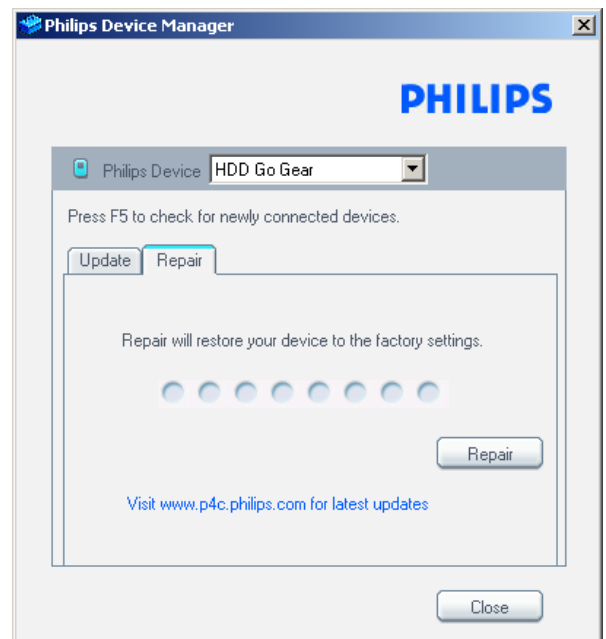 Philips Device Manager
PHILIPS
Philips Device HDD Go Gear
Press F5 to check for newly connected devices.
Update Repair
Repair will restore your device to the factory settings.
Repair
Visit www.p4c.philips.com for latest updates
Close